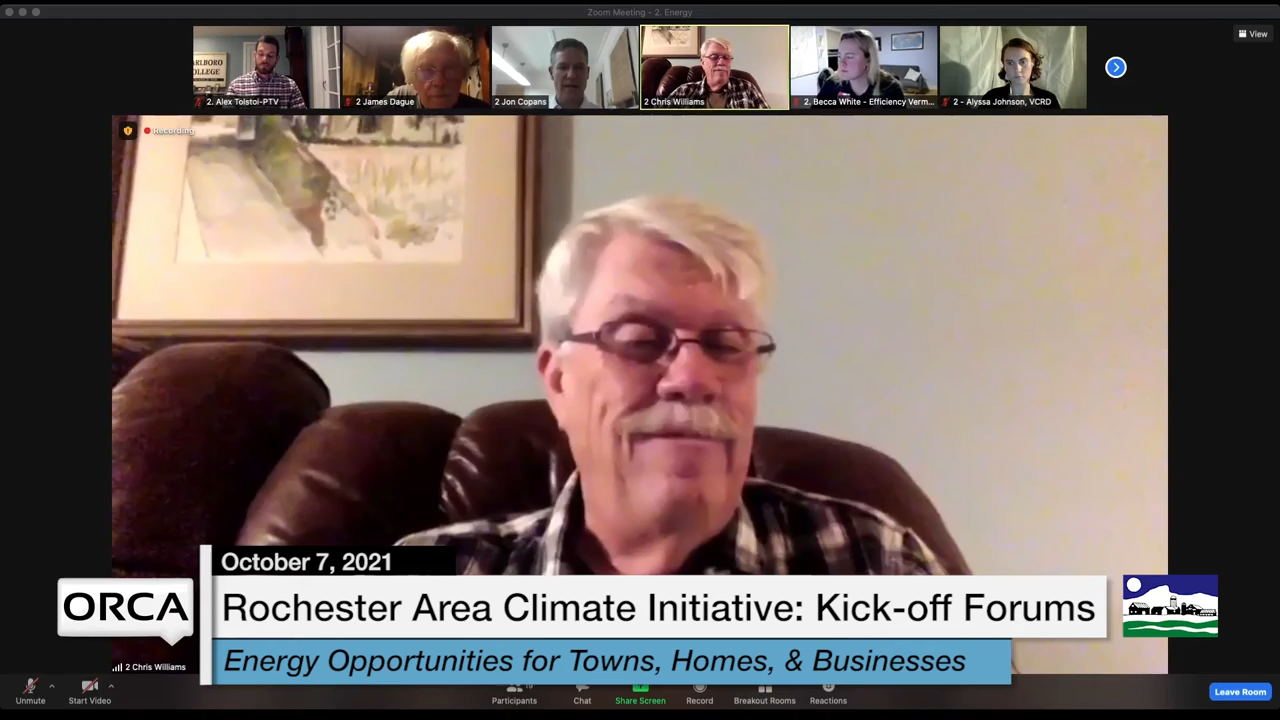 Zoom Meeting - 2. Energy
View
ARLBORO
COLLEGE
2. Alex Tolstoi-PTV
2 James Dague
2 Jon Copans
2 Chris Williams
2. Becca White - Efficiency Verm...
2 - Alyssa Johnson, VCRD
Recording
October 7, 2021
ORCA
Rochester Area Climate Initiative: Kick-off Forums
Energy Opportunities for Towns, Homes, & Businesses
2 Chris Williams
Unmute
Start Video
Participants
Chat
Share Screen
Record
Breakout Rooms
Reactions
Leave Room